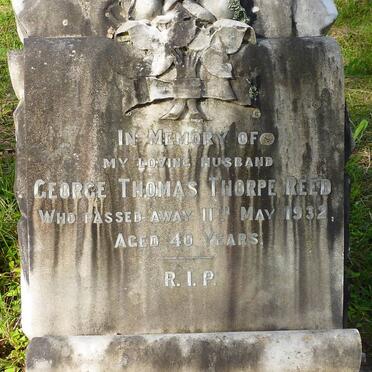 IN MEMORY OF
MY LOVING HUSBAND
GEORGE THOMAS THORPE REED
WHO PASSED AWAY 11TH MAY 1932,
AGED 40 YEARS.
R.I.P.